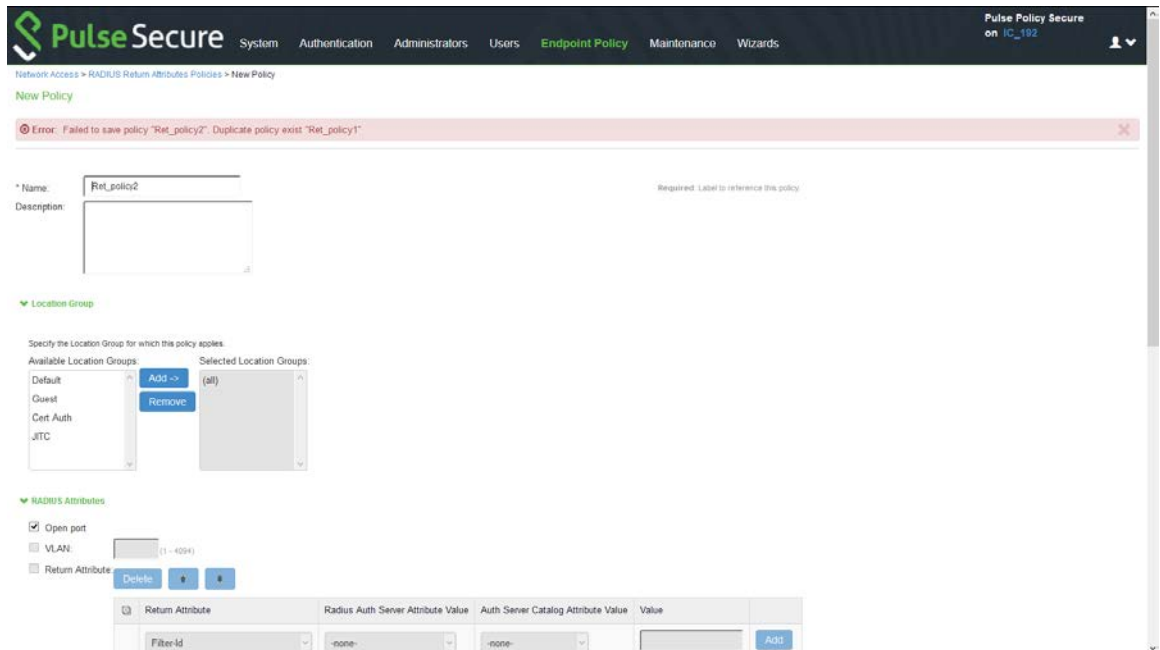 Pulse Secure
System Authentication Administrators Users Endpoint Policy Maintenance Wizards
Pulse Policy Secure
on IC_192
Network Access > RADIUS Return Attributes Policies > New Policy
New Policy
Error: Failed to save policy "Ret_policy2". Duplicate policy exist "Ret_policy1"
* Name: Ret_policy2
Required: Label to reference this policy.
Description:
Location Group
Specify the Location Group for which this policy applies.
Available Location Groups: Selected Location Groups:
Default
Guest
Cert Auth
JITC
Add ->
Remove
(all)
RADIUS Attributes
Open port
VLAN: (1 - 4094)
Return Attribute:
Delete
Return Attribute Radius Auth Server Attribute Value Auth Server Catalog Attribute Value Value
Filter-Id -none- -none- Add